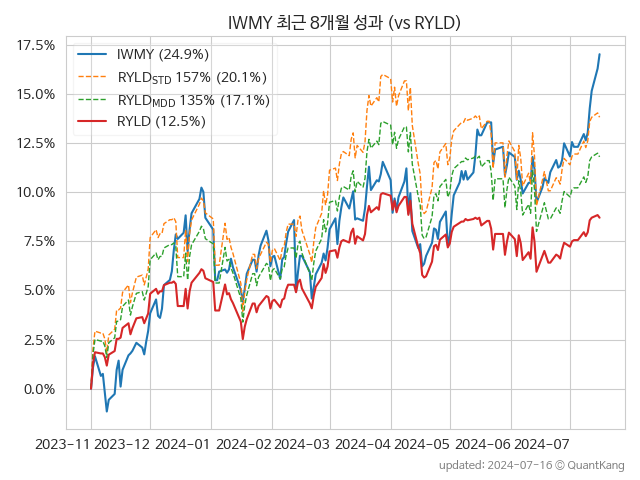 IWMY 최근 8개월 성과 (vs RYLD)
IWMY (24.9%)
RYLD_STD 157% (20.1%)
RYLD_MDD 135% (17.1%)
RYLD (12.5%)
17.5%
15.0%
12.5%
10.0%
7.5%
5.0%
2.5%
0.0%
2023-11 2023-12 2024-01 2024-02 2024-03 2024-04 2024-05 2024-06 2024-07
updated: 2024-07-16 © QuantKang